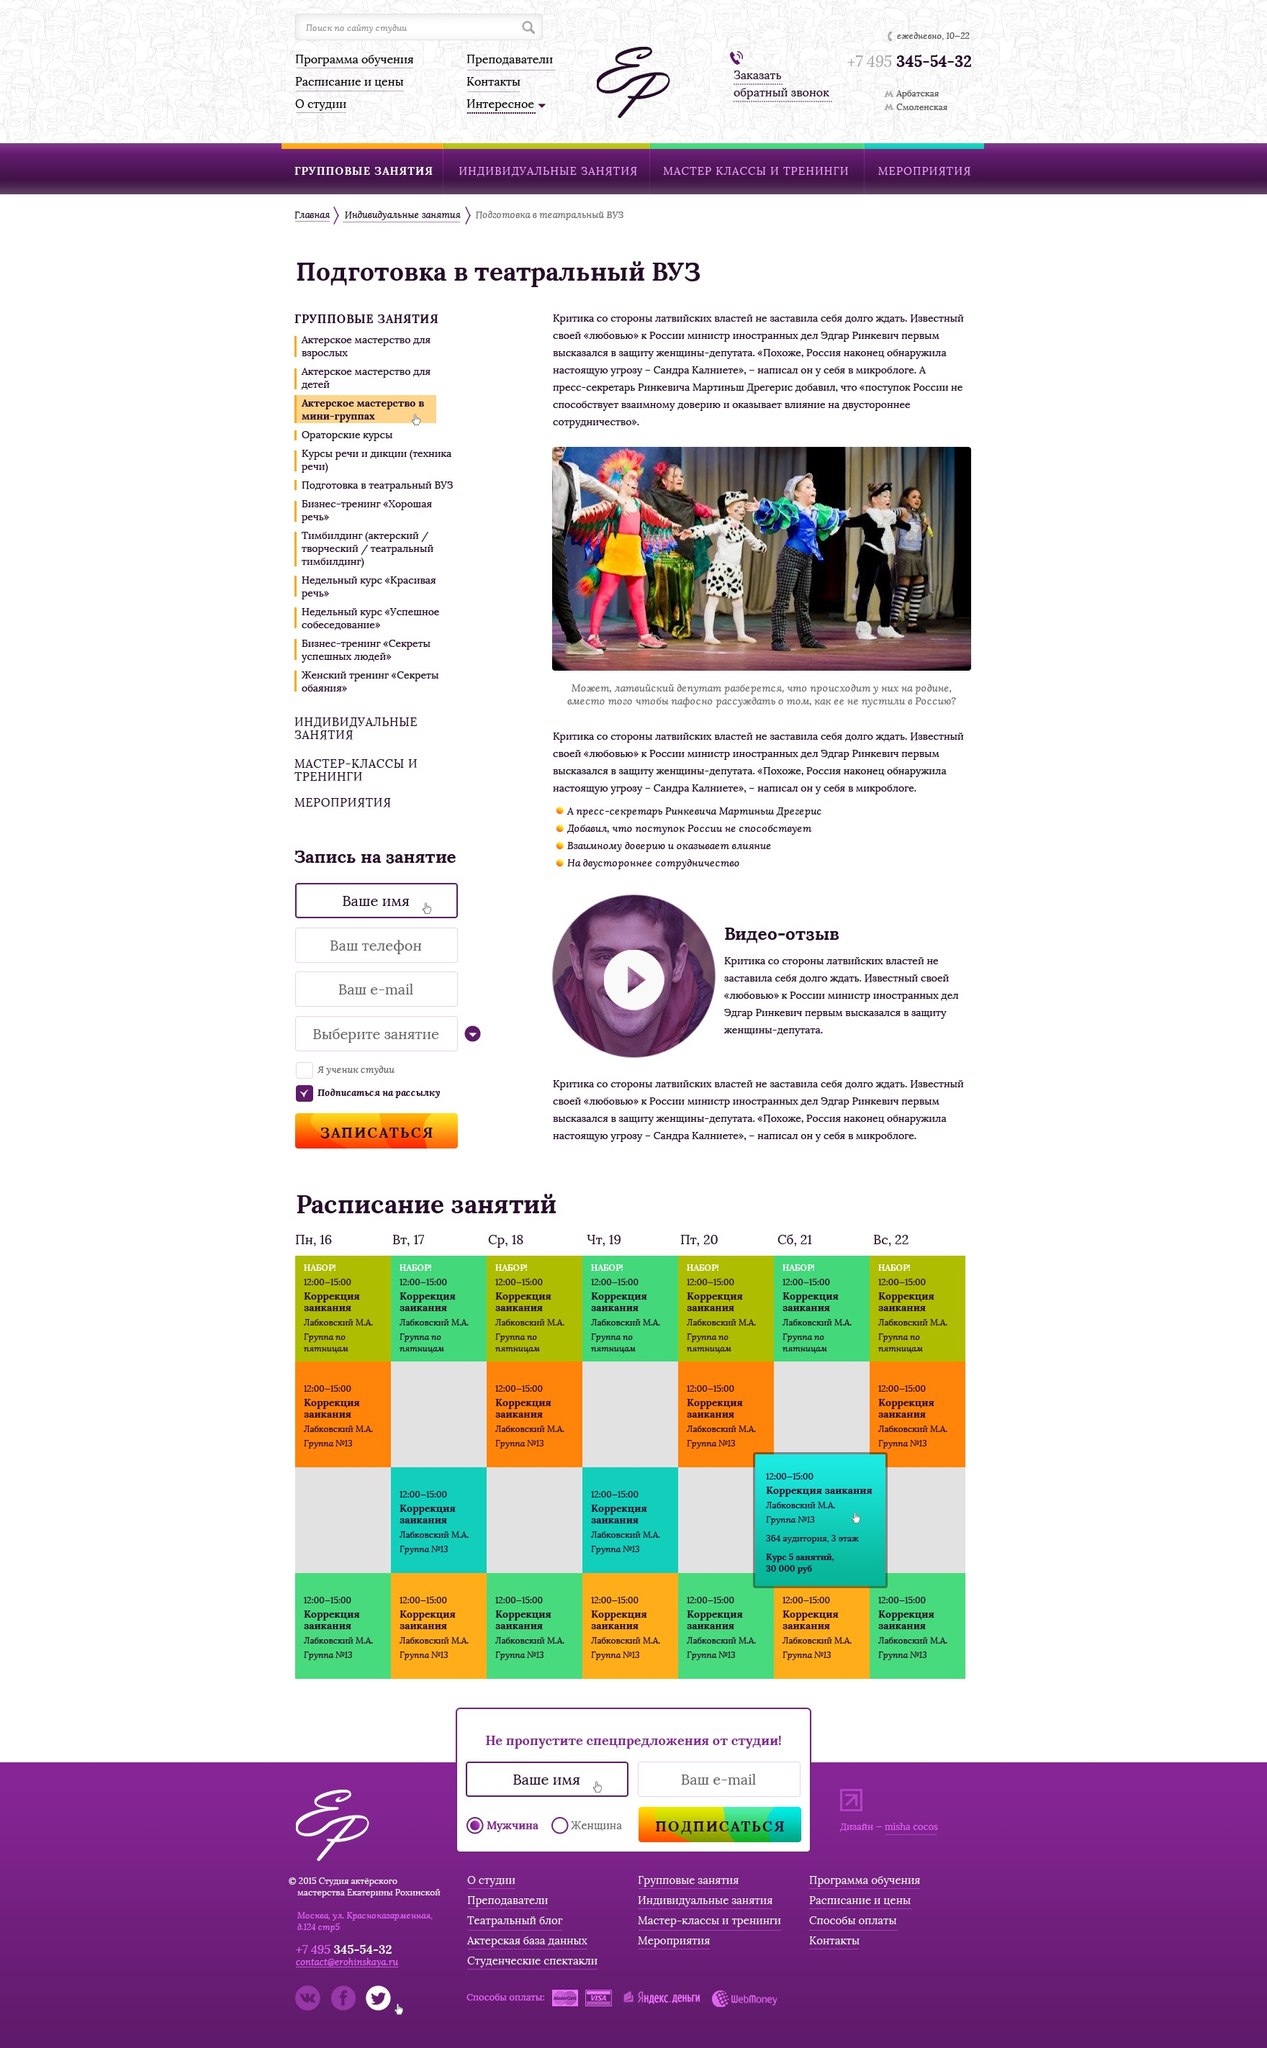 Поиск по сайту студии
Программа обучения
Расписание и цены
О студии
Преподаватели
Контакты
Интересное
ЕР
Заказать
обратный звонок
ежедневно, 10–22
+7 495 345-54-32
Арбатская
Смоленская
ГРУППОВЫЕ ЗАНЯТИЯ
ИНДИВИДУАЛЬНЫЕ ЗАНЯТИЯ
МАСТЕР КЛАССЫ И ТРЕНИНГИ
МЕРОПРИЯТИЯ
Главная
Индивидуальные занятия
Подготовка в театральный ВУЗ
Подготовка в театральный ВУЗ
ГРУППОВЫЕ ЗАНЯТИЯ
Актерское мастерство для
взрослых
Актерское мастерство для
детей
Актерское мастерство в
мини-группах
Ораторские курсы
Курсы речи и дикции (техника
речи)
Подготовка в театральный ВУЗ
Бизнес-тренинг «Хорошая
речь»
Тимбилдинг (актерский /
творческий / театральный
тимбилдинг)
Недельный курс «Красивая
речь»
Недельный курс «Успешное
собеседование»
Бизнес-тренинг «Секреты
успешных людей»
Женский тренинг «Секреты
обаяния»
ИНДИВИДУАЛЬНЫЕ
ЗАНЯТИЯ
МАСТЕР-КЛАССЫ И
ТРЕНИНГИ
МЕРОПРИЯТИЯ
Запись на занятие
Ваше имя
Ваш телефон
Ваш e-mail
Выберите занятие
Я ученик студии
Подписаться на рассылку
ЗАПИСАТЬСЯ
Критика со стороны латвийских властей не заставила себя долго ждать. Известный
своей «любовью» к России министр иностранных дел Эдгар Ринкевич первым
высказался в защиту женщины-депутата. «Похоже, Россия наконец обнаружила
настоящую угрозу – Сандра Калниете», – написал он у себя в микроблоге. А
пресс-секретарь Ринкевича Мартиньш Дрегерис добавил, что «поступок России не
способствует взаимному доверию и оказывает влияние на двустороннее
сотрудничество».
Может, латвийский депутат разберется, что происходит у них на родине,
вместо того чтобы пафосно рассуждать о том, как ее не пустили в Россию?
Критика со стороны латвийских властей не заставила себя долго ждать. Известный
своей «любовью» к России министр иностранных дел Эдгар Ринкевич первым
высказался в защиту женщины-депутата. «Похоже, Россия наконец обнаружила
настоящую угрозу – Сандра Калниете», – написал он у себя в микроблоге.
А пресс-секретарь Ринкевича Мартиньш Дрегерис
Добавил, что поступок России не способствует
Взаимному доверию и оказывает влияние
На двустороннее сотрудничество
Видео-отзыв
Критика со стороны латвийских властей не
заставила себя долго ждать. Известный своей
«любовью» к России министр иностранных дел
Эдгар Ринкевич первым высказался в защиту
женщины-депутата.
Критика со стороны латвийских властей не заставила себя долго ждать. Известный
своей «любовью» к России министр иностранных дел Эдгар Ринкевич первым
высказался в защиту женщины-депутата. «Похоже, Россия наконец обнаружила
настоящую угрозу – Сандра Калниете», – написал он у себя в микроблоге.
Расписание занятий
Пн, 16 Вт, 17 Ср, 18 Чт, 19 Пт, 20 Сб, 21 Вс, 22
НАБОР! НАБОР! НАБОР! НАБОР! НАБОР! НАБОР! НАБОР!
12:00–15:00 12:00–15:00 12:00–15:00 12:00–15:00 12:00–15:00 12:00–15:00 12:00–15:00
Коррекция Коррекция Коррекция Коррекция Коррекция Коррекция Коррекция
заикания заикания заикания заикания заикания заикания заикания
Лабковский М.А. Лабковский М.А. Лабковский М.А. Лабковский М.А. Лабковский М.А. Лабковский М.А. Лабковский М.А.
Группа по Группа по Группа по Группа по Группа по Группа по Группа по
пятницам пятницам пятницам пятницам пятницам пятницам пятницам
12:00–15:00 12:00–15:00 12:00–15:00 12:00–15:00
Коррекция Коррекция Коррекция Коррекция
заикания заикания заикания заикания
Лабковский М.А. Лабковский М.А. Лабковский М.А. Лабковский М.А.
Группа №13 Группа №13 Группа №13 Группа №13
12:00–15:00 12:00–15:00
Коррекция Коррекция
заикания заикания
Лабковский М.А. Лабковский М.А.
Группа №13 Группа №13
12:00–15:00
Коррекция заикания
Лабковский М.А.
Группа №13
364 аудитория, 3 этаж
Курс 5 занятий,
30 000 руб
12:00–15:00 12:00–15:00 12:00–15:00 12:00–15:00 12:00–15:00 12:00–15:00 12:00–15:00
Коррекция Коррекция Коррекция Коррекция Коррекция Коррекция Коррекция
заикания заикания заикания заикания заикания заикания заикания
Лабковский М.А. Лабковский М.А. Лабковский М.А. Лабковский М.А. Лабковский М.А. Лабковский М.А. Лабковский М.А.
Группа №13 Группа №13 Группа №13 Группа №13 Группа №13 Группа №13 Группа №13
Не пропустите спецпредложения от студии!
Ваше имя
Ваш e-mail
Мужчина
Женщина
ПОДПИСАТЬСЯ
ЕР
© 2015 Студия актёрского
мастерства Екатерины Рохинской
Москва, ул. Красноказарменная,
д.124 стр5
+7 495 345-54-32
contact@erohinskaya.ru
Дизайн – misha cocos
О студии
Преподаватели
Театральный блог
Актерская база данных
Студенческие спектакли
Групповые занятия
Индивидуальные занятия
Мастер-классы и тренинги
Мероприятия
Программа обучения
Расписание и цены
Способы оплаты
Контакты
Способы оплаты:
MasterCard
VISA
Яндекс.деньги
WebMoney